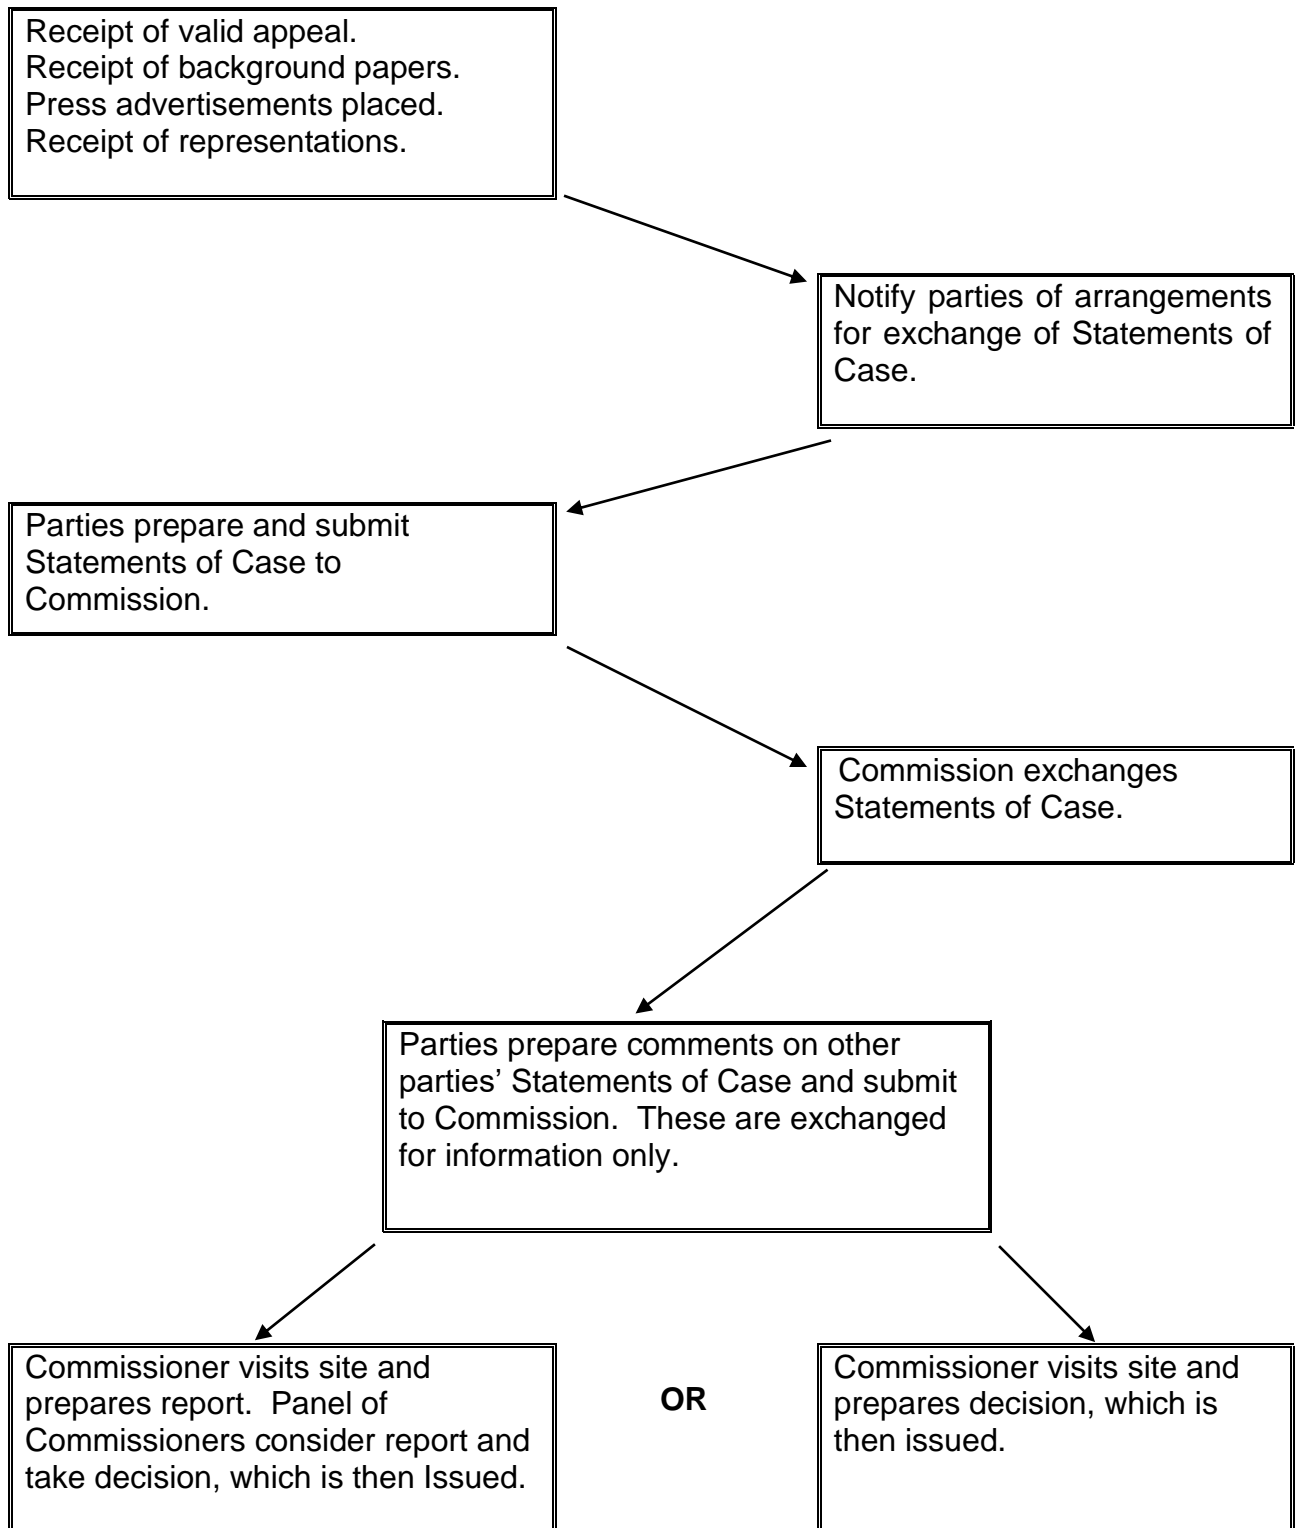 Receipt of valid appeal.
Receipt of background papers.
Press advertisements placed.
Receipt of representations.
Notify parties of arrangements
for exchange of Statements of
Case.
Parties prepare and submit
Statements of Case to
Commission.
Commission exchanges
Statements of Case.
Parties prepare comments on other
parties’ Statements of Case and submit
to Commission.  These are exchanged
for information only.
Commissioner visits site and
prepares report.  Panel of
Commissioners consider report and
take decision, which is then Issued.
OR
Commissioner visits site and
prepares decision, which is
then issued.